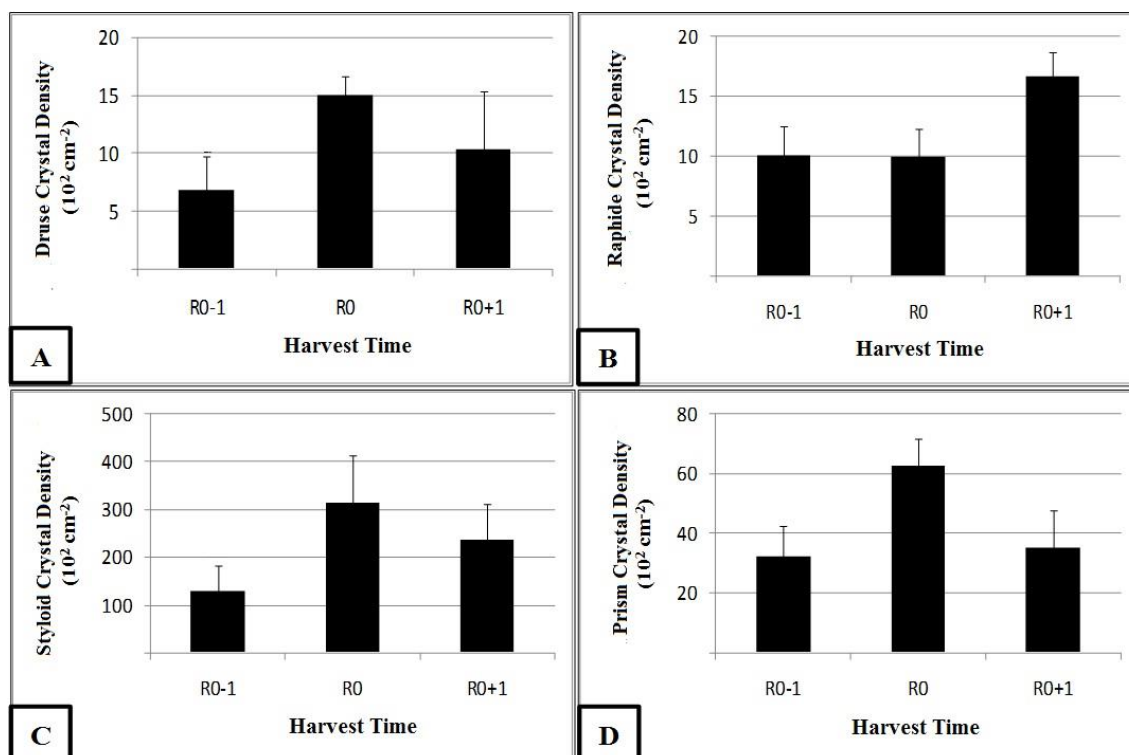 Druse Crystal Density
(10² cm⁻²)
20
15
10
5
R0-1 R0 R0+1
Harvest Time
A
Raphide Crystal Density
(10² cm⁻²)
20
15
10
5
R0-1 R0 R0+1
Harvest Time
B
Styloid Crystal Density
(10² cm⁻²)
500
400
300
200
100
R0-1 R0 R0+1
Harvest Time
C
Prism Crystal Density
(10² cm⁻²)
80
60
40
20
R0-1 R0 R0+1
Harvest Time
D